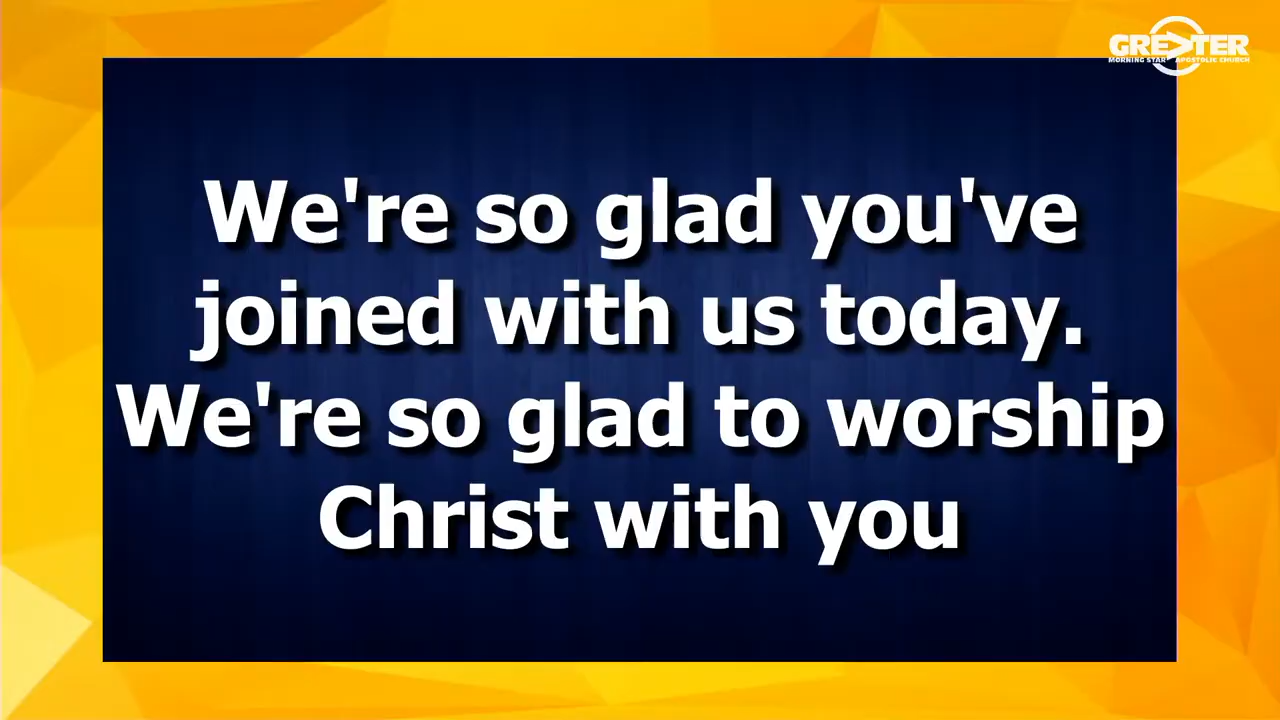 GREATER
MORNING STAR APOSTOLIC CHURCH
We're so glad you've
joined with us today.
We're so glad to worship
Christ with you